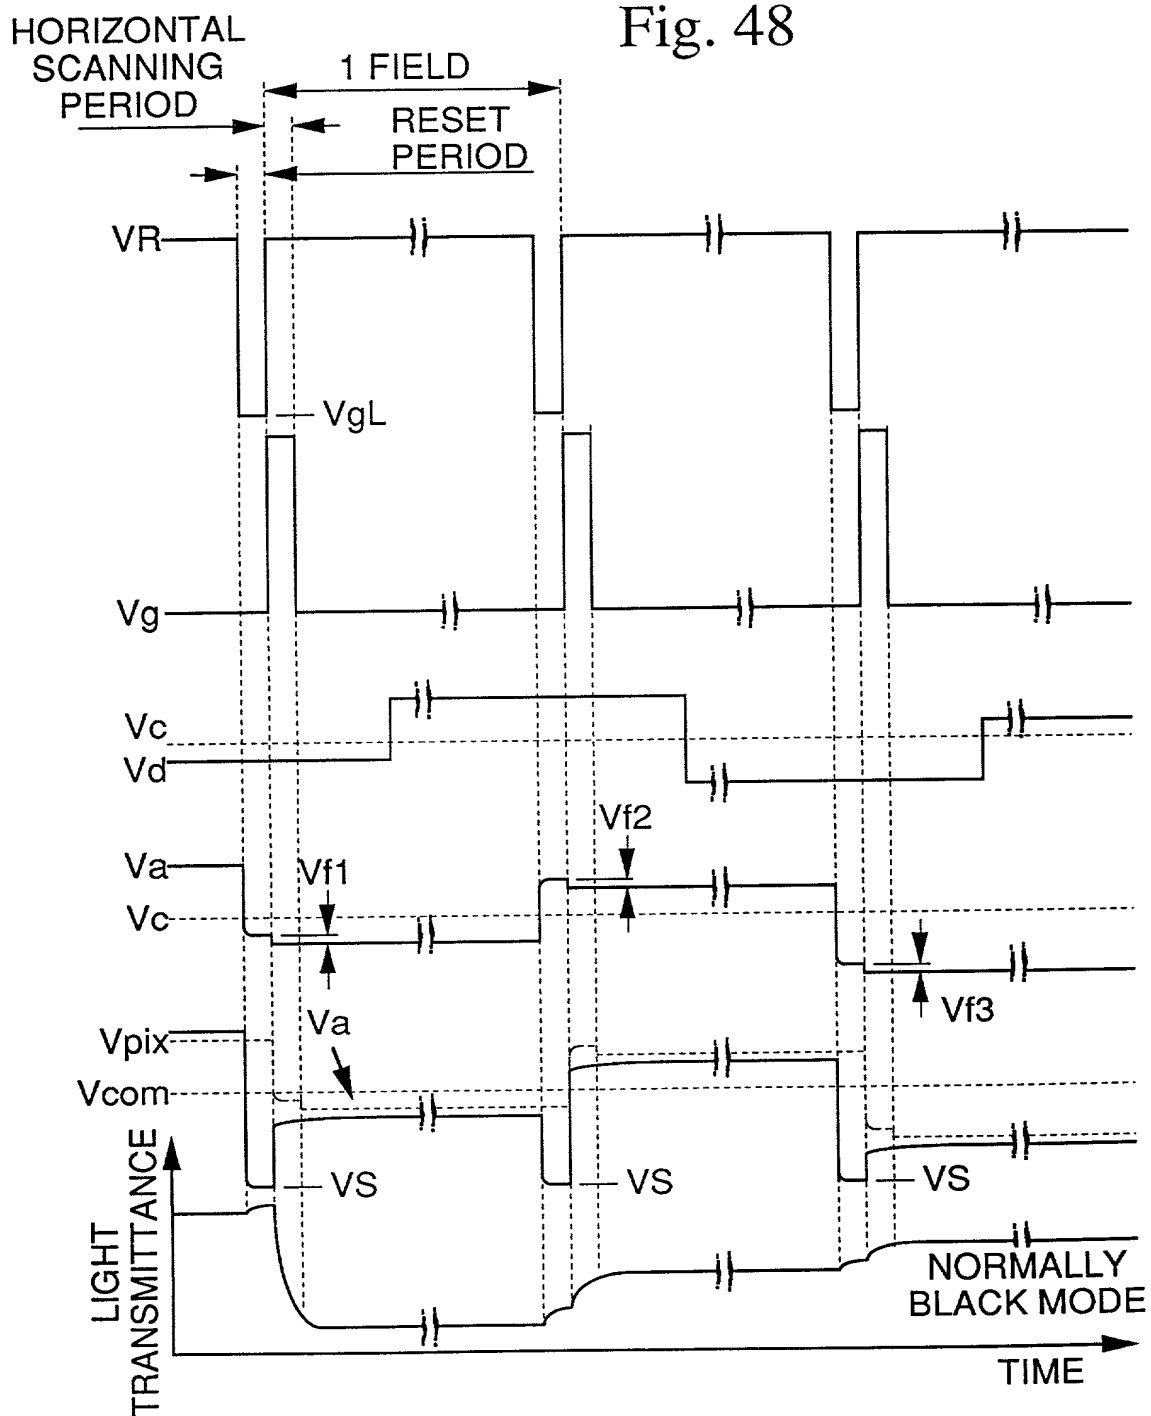 Fig. 48
HORIZONTAL
SCANNING
PERIOD
1 FIELD
RESET
PERIOD
VR
VgL
Vg
Vc
Vd
Vf2
Va
Vf1
Vc
Vf3
Va
Vpix
Vcom
VS
VS
VS
LIGHT
TRANSMITTANCE
NORMALLY
BLACK MODE
TIME